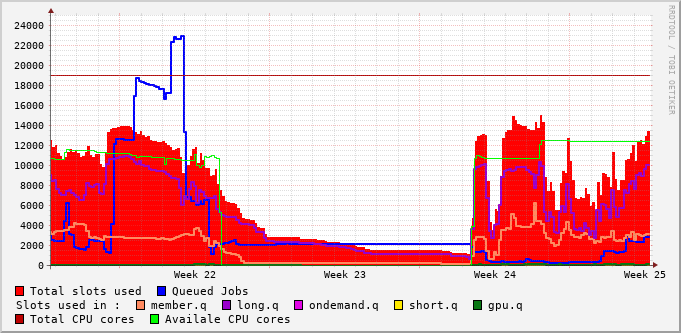 RRDTOOL / TOBI OETIKER
24000
22000
20000
18000
16000
14000
12000
10000
8000
6000
4000
2000
0
Week 22 Week 23 Week 24 Week 25
Total slots used Queued Jobs
Slots used in : member.q long.q ondemand.q short.q gpu.q
Total CPU cores Availale CPU cores